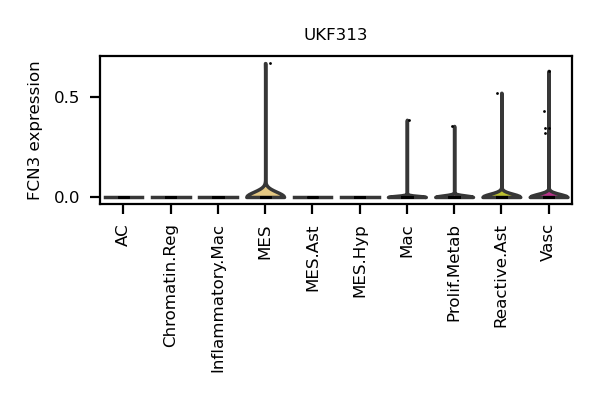 UKF313
FCN3 expression
0.5
0.0
AC
Chromatin.Reg
Inflammatory.Mac
MES
MES.Ast
MES.Hyp
Mac
Prolif.Metab
Reactive.Ast
Vasc